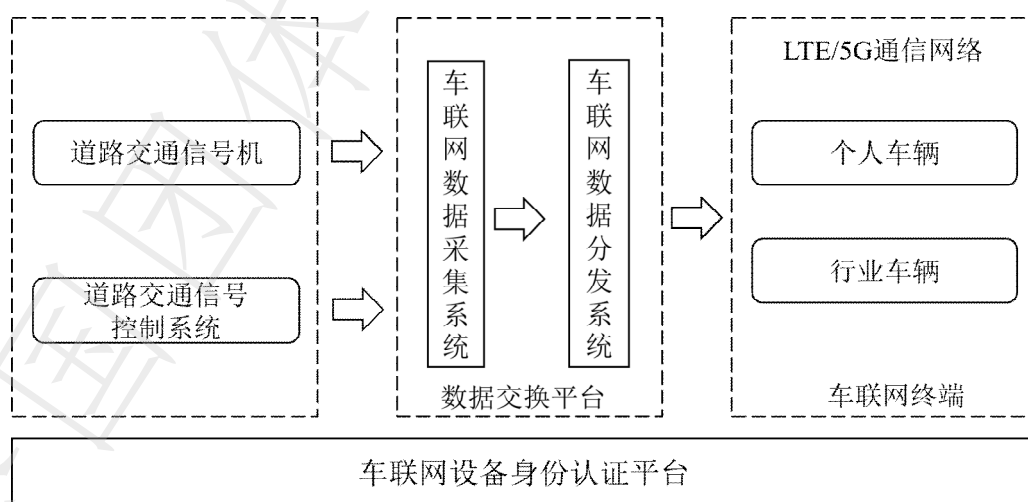 道路交通信号机
道路交通信号
控制系统
车联网数据采集系统
车联网数据分发系统
数据交换平台
LTE/5G通信网络
个人车辆
行业车辆
车联网终端
车联网设备身份认证平台
国团体